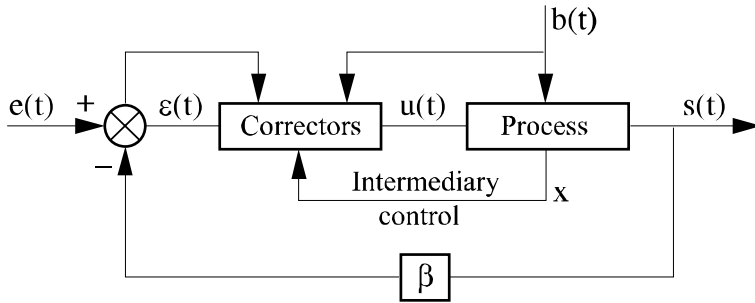 b(t)
e(t)
+
ε(t)
Correctors
u(t)
Process
s(t)
−
Intermediary
control
x
β